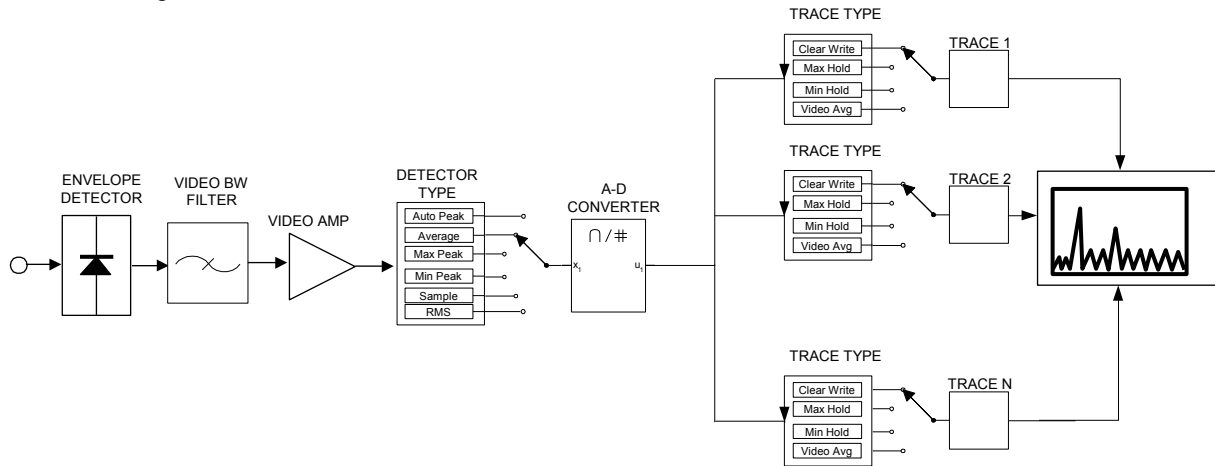 TRACE TYPE
Clear Write
Max Hold
Min Hold
Video Avg
TRACE 1
ENVELOPE
DETECTOR
VIDEO BW
FILTER
VIDEO AMP
DETECTOR
TYPE
Auto Peak
Average
Max Peak
Min Peak
Sample
RMS
A-D
CONVERTER
∩/#
x1
u1
TRACE TYPE
Clear Write
Max Hold
Min Hold
Video Avg
TRACE 2
TRACE TYPE
Clear Write
Max Hold
Min Hold
Video Avg
TRACE N